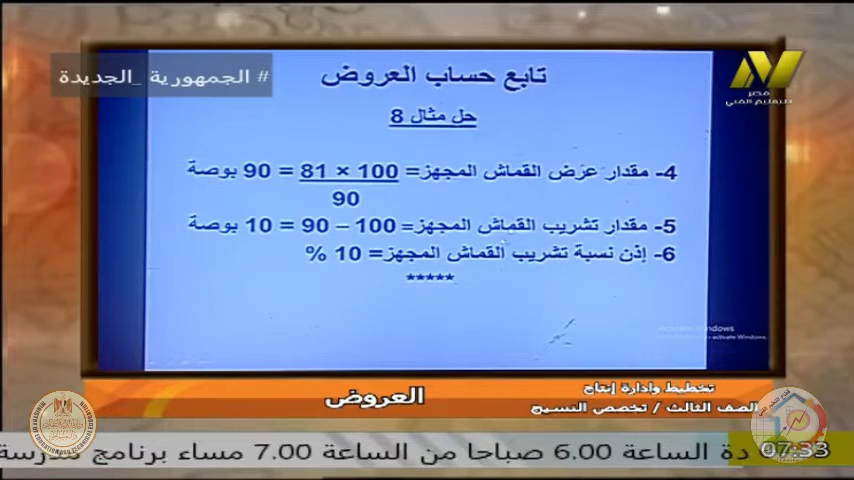 # الجمهورية _الجديدة
مصر
التعليم الفني
تابع حساب العروض
حل مثال 8
4- مقدار عرض القماش المجهز= 81 × 100 = 90 بوصة
90
5- مقدار تشريب القماش المجهز= 100 – 90 = 10 بوصة
6- إذن نسبة تشريب القماش المجهز= 10 %
*****
العروض
تخطيط وإدارة إنتاج
الصف الثالث / تخصص النسيج
دة الساعة 6.00 صباحا من الساعة 7.00 مساء برنامج مدرسة
07:33